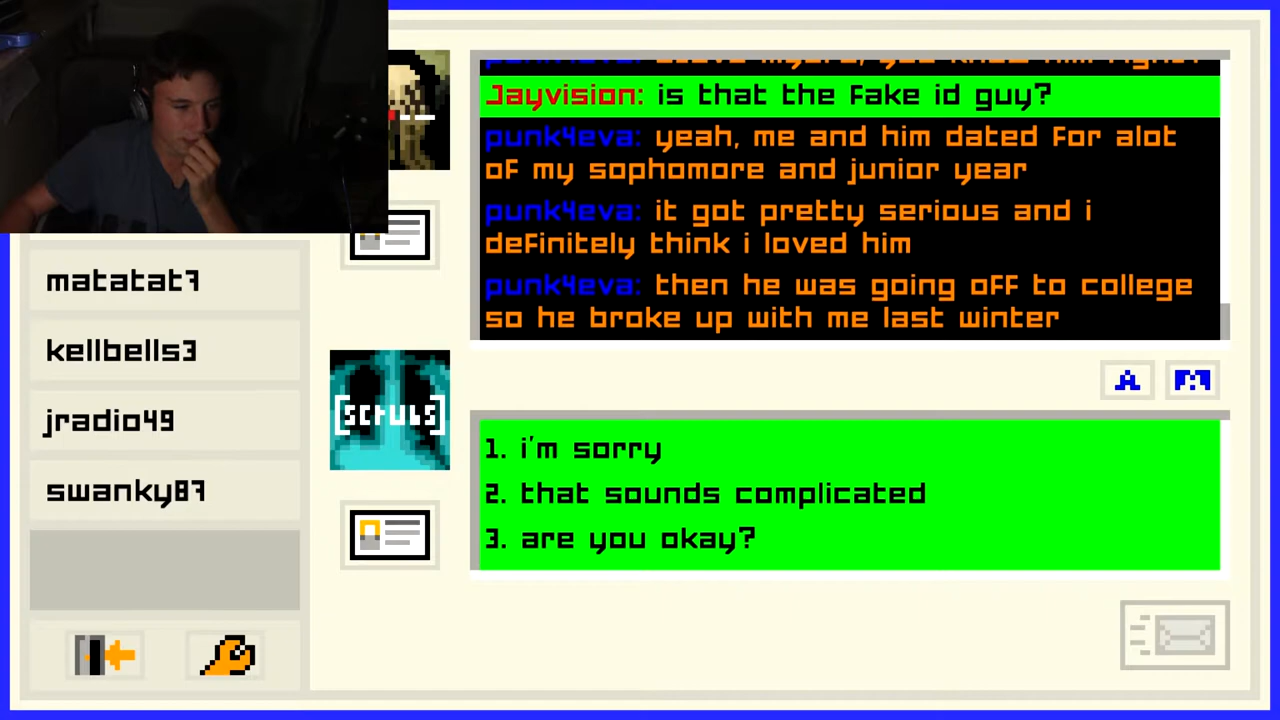 Jayvision: is that the fake id guy?
punk4eva: yeah, me and him dated for alot
of my sophomore and junior year
punk4eva: it got pretty serious and i
definitely think i loved him
punk4eva: then he was going off to college
so he broke up with me last winter
matatat7
kellbells3
jradio49
swanky87
[scrubs]
A
M
1. i'm sorry
2. that sounds complicated
3. are you okay?